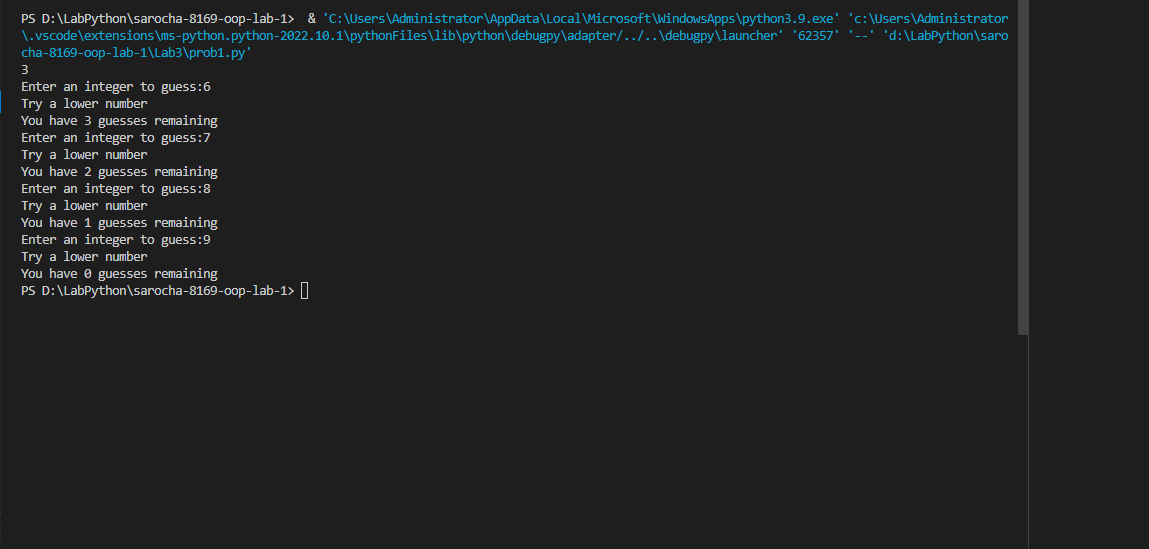 PS D:\LabPython\sarocha-8169-oop-lab-1>  & 'C:\Users\Administrator\AppData\Local\Microsoft\WindowsApps\python3.9.exe' 'c:\Users\Administrator
\.vscode\extensions\ms-python.python-2022.10.1\pythonFiles\lib\python\debugpy\adapter/../..\debugpy\launcher' '62357' '--' 'd:\LabPython\saro
cha-8169-oop-lab-1\Lab3\prob1.py'
3
Enter an integer to guess:6
Try a lower number
You have 3 guesses remaining
Enter an integer to guess:7
Try a lower number
You have 2 guesses remaining
Enter an integer to guess:8
Try a lower number
You have 1 guesses remaining
Enter an integer to guess:9
Try a lower number
You have 0 guesses remaining
PS D:\LabPython\sarocha-8169-oop-lab-1>